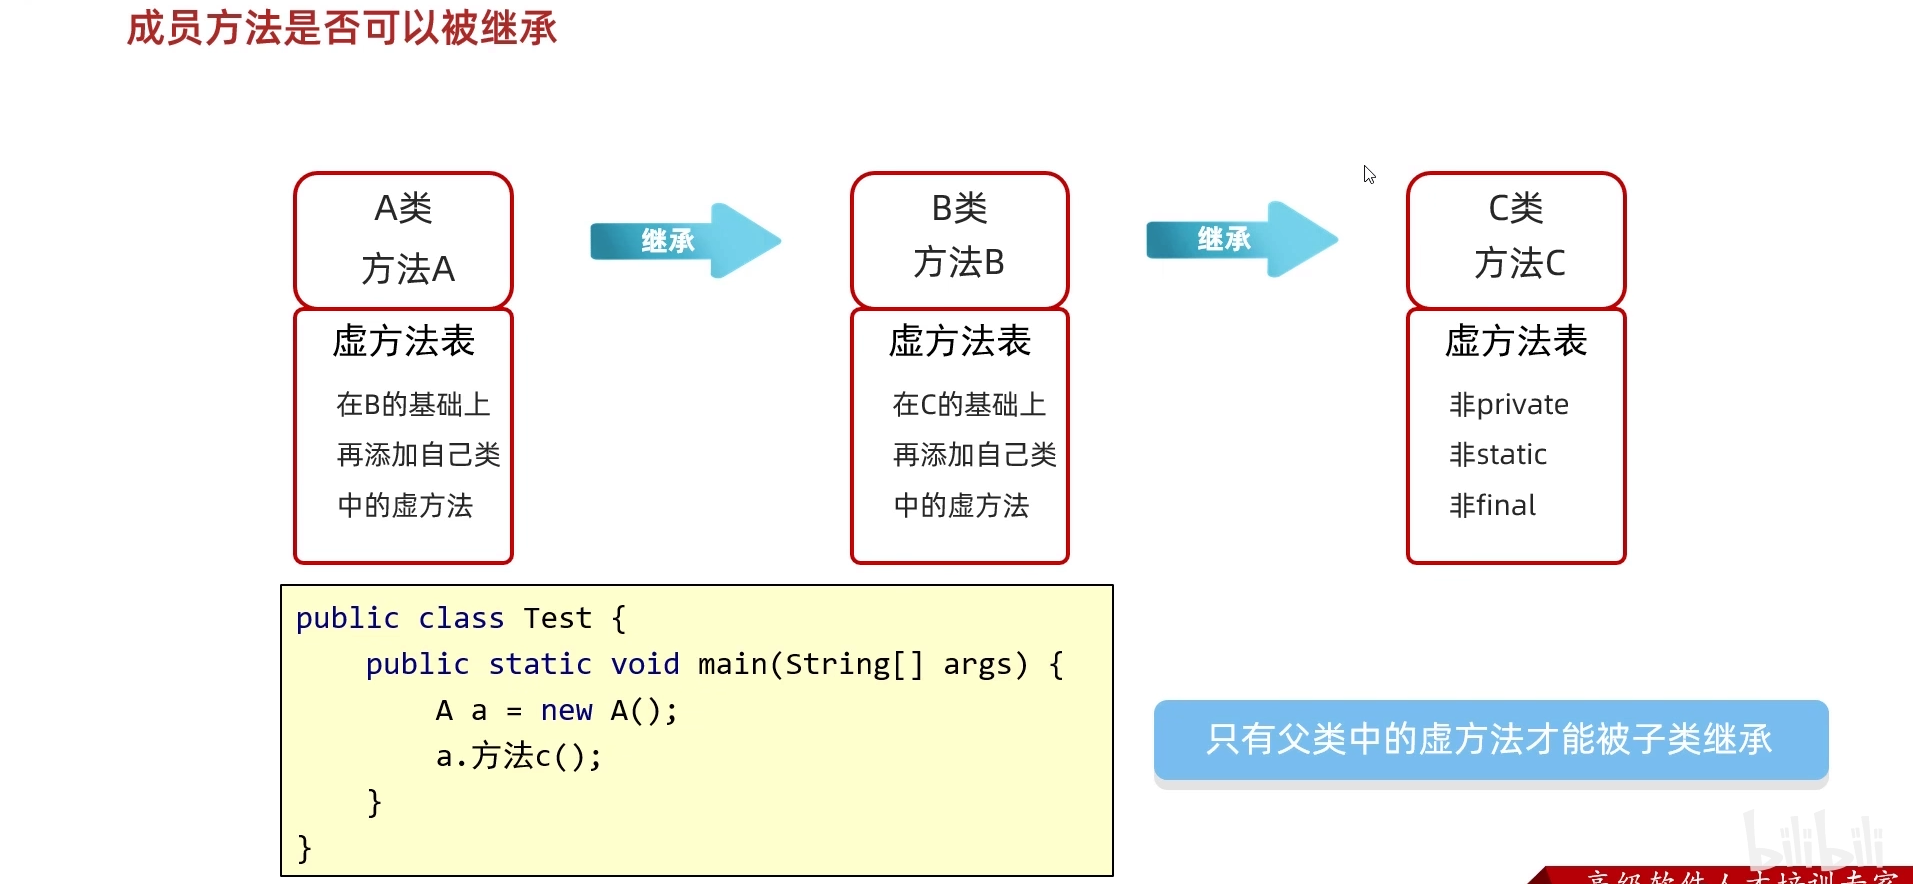 成员方法是否可以被继承
A类
方法A
继承
B类
方法B
继承
C类
方法C
虚方法表
在B的基础上
再添加自己类
中的虚方法
虚方法表
在C的基础上
再添加自己类
中的虚方法
虚方法表
非private
非static
非final
public class Test {
public static void main(String[] args) {
A a = new A();
a.方法c();
}
}
只有父类中的虚方法才能被子类继承
bilibili
高级软件人才培训专家